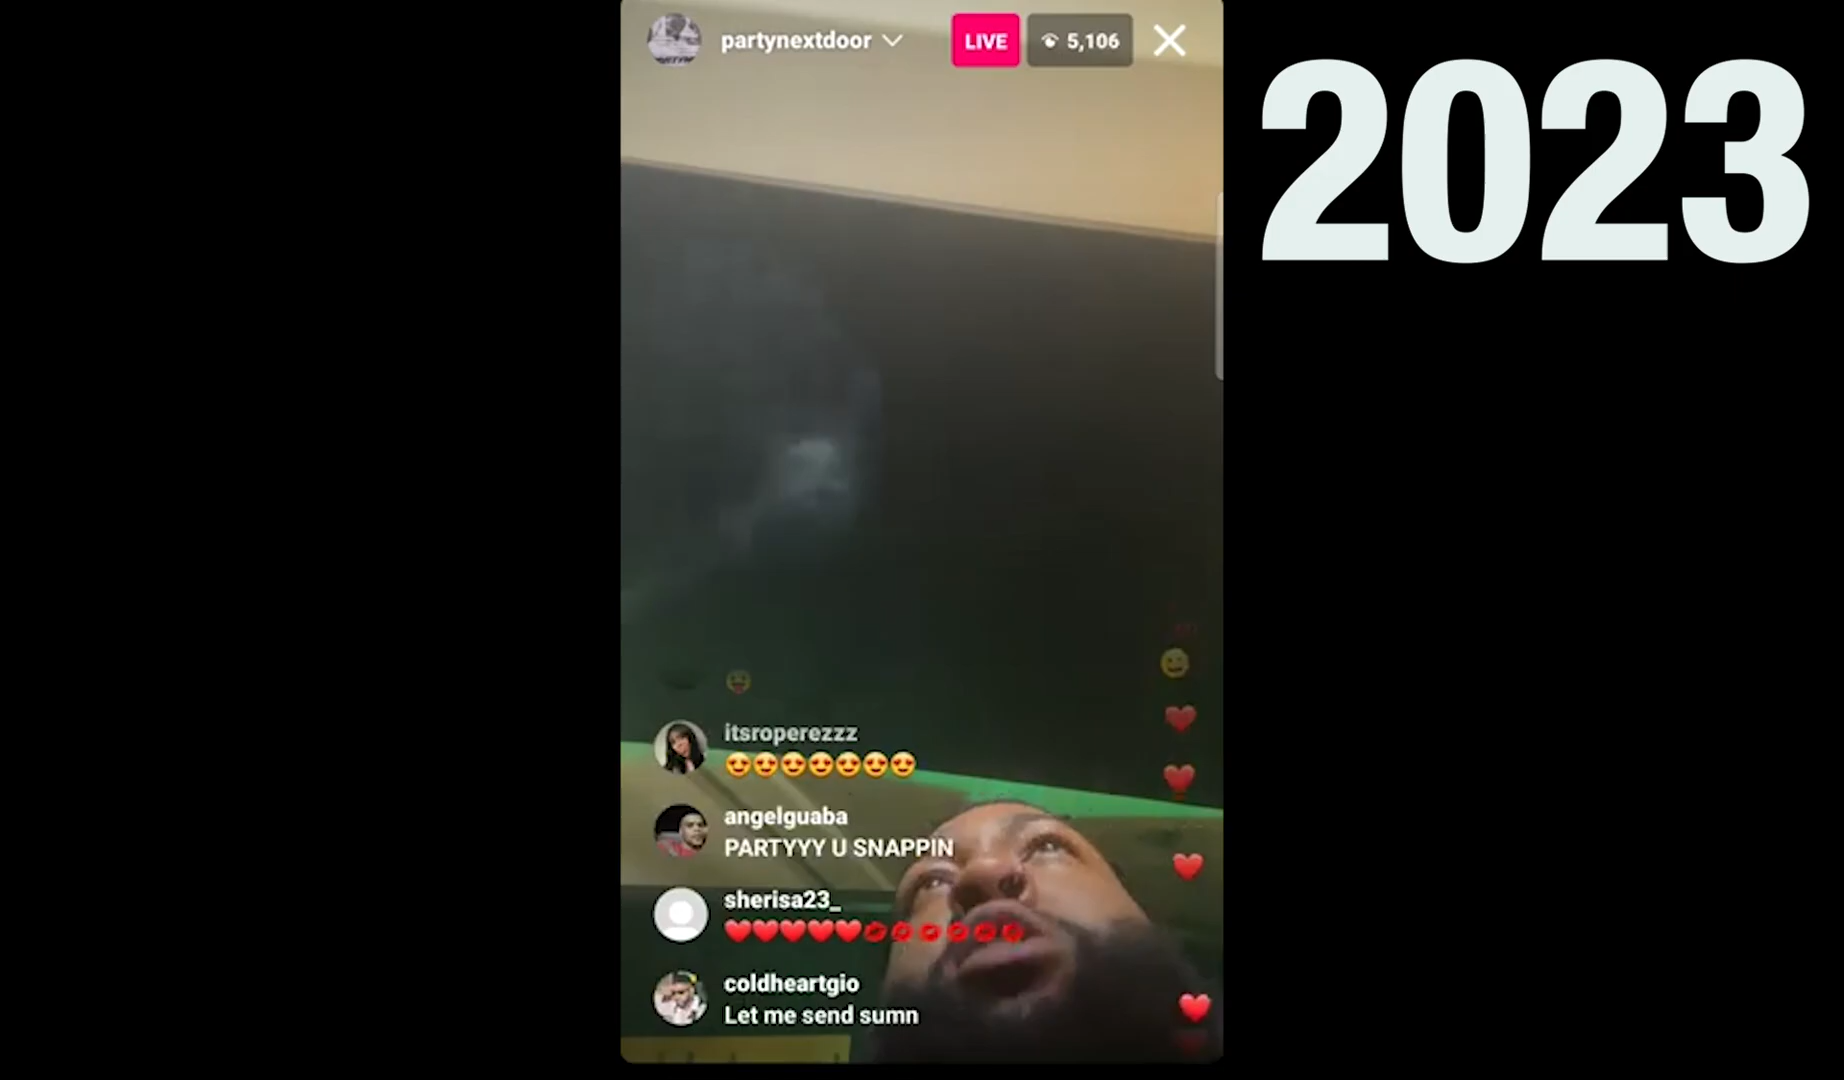 partynextdoor
LIVE
5,106
2023
itsroperezzz
😍😍😍😍😍😍😍
angelguaba
PARTYYY U SNAPPIN
sherisa23_
❤️❤️❤️❤️❤️💋💋💋💋💋💋
coldheartgio
Let me send sumn